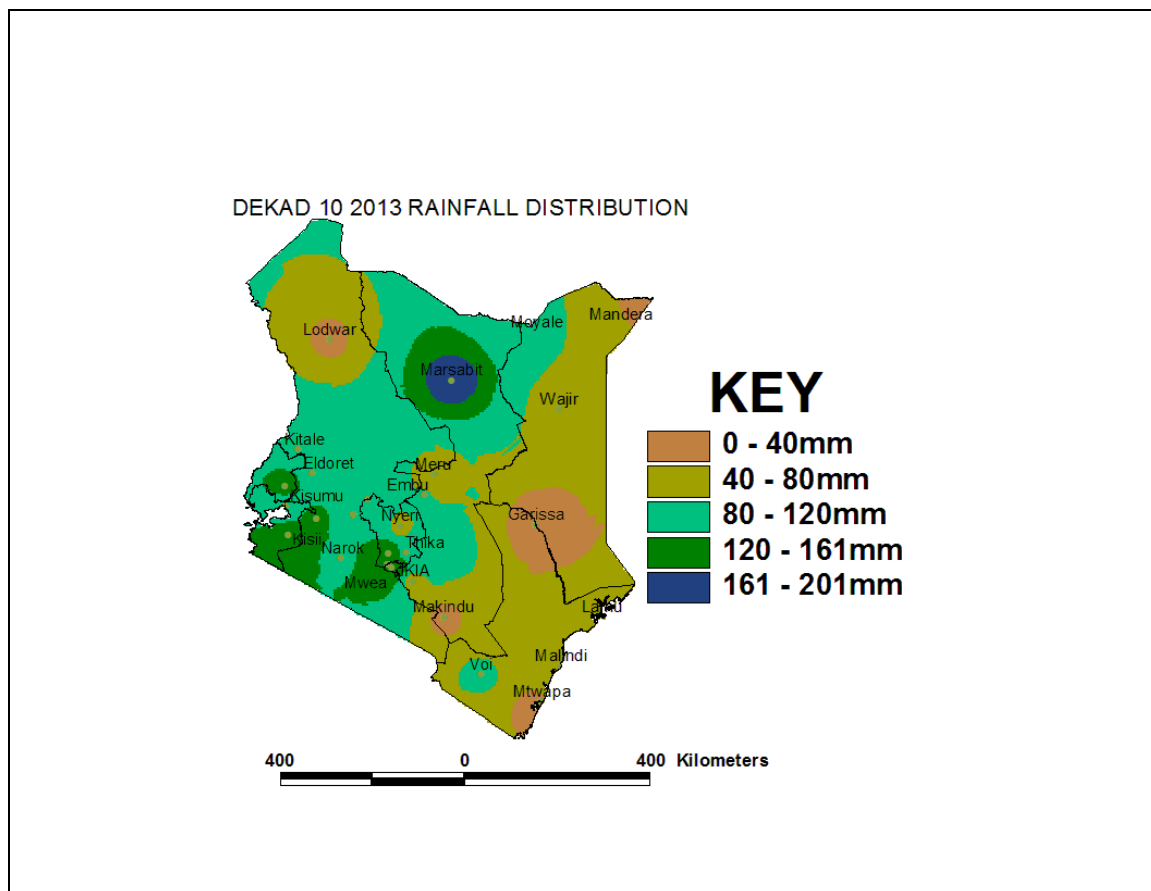 DEKAD 10 2013 RAINFALL DISTRIBUTION
Moyale
Mandera
Lodwar
Marsabit
Wajir
KEY
0 - 40mm
40 - 80mm
80 - 120mm
120 - 161mm
161 - 201mm
Kitale
Eldoret
Meru
Embu
Kisumu
Nyeri
Garissa
Kisii
Narok
Thika
JKIA
Mwea
Makindu
Lamu
Malindi
Voi
Mtwapa
400 0 400 Kilometers